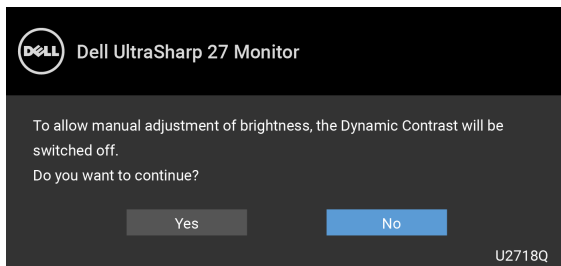 DELL
Dell UltraSharp 27 Monitor
To allow manual adjustment of brightness, the Dynamic Contrast will be
switched off.
Do you want to continue?
Yes
No
U2718Q